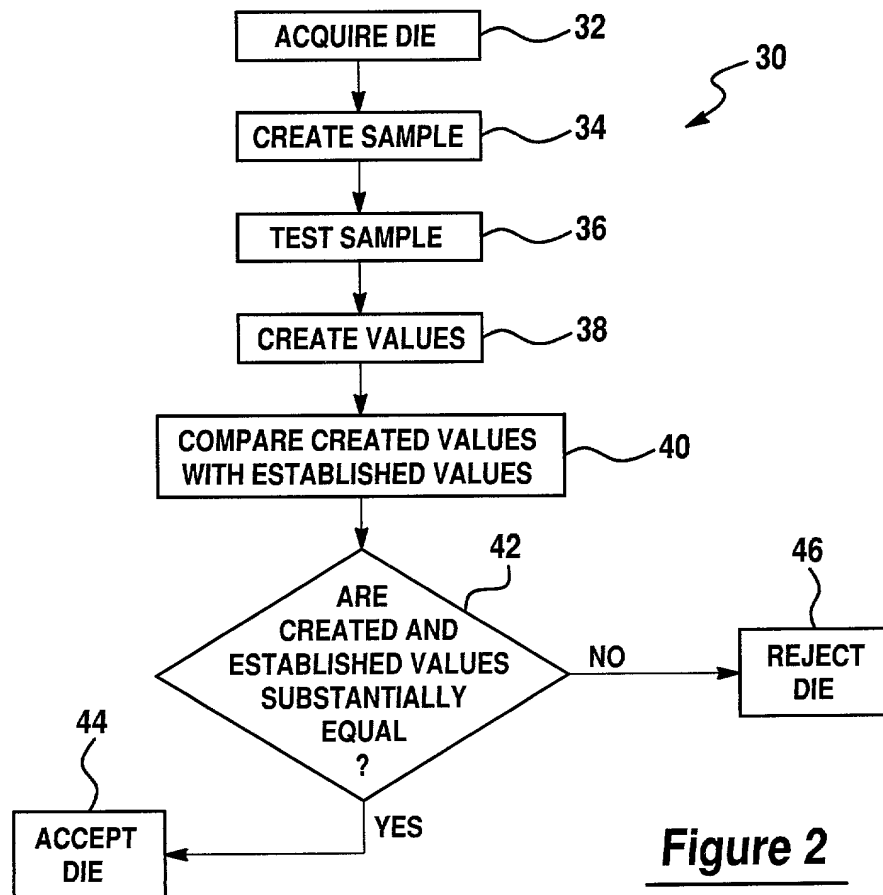 ACQUIRE DIE
32
30
CREATE SAMPLE
34
TEST SAMPLE
36
CREATE VALUES
38
COMPARE CREATED VALUES
WITH ESTABLISHED VALUES
40
42
ARE
CREATED AND
ESTABLISHED VALUES
SUBSTANTIALLY
EQUAL
?
NO
46
REJECT
DIE
44
YES
ACCEPT
DIE
Figure 2